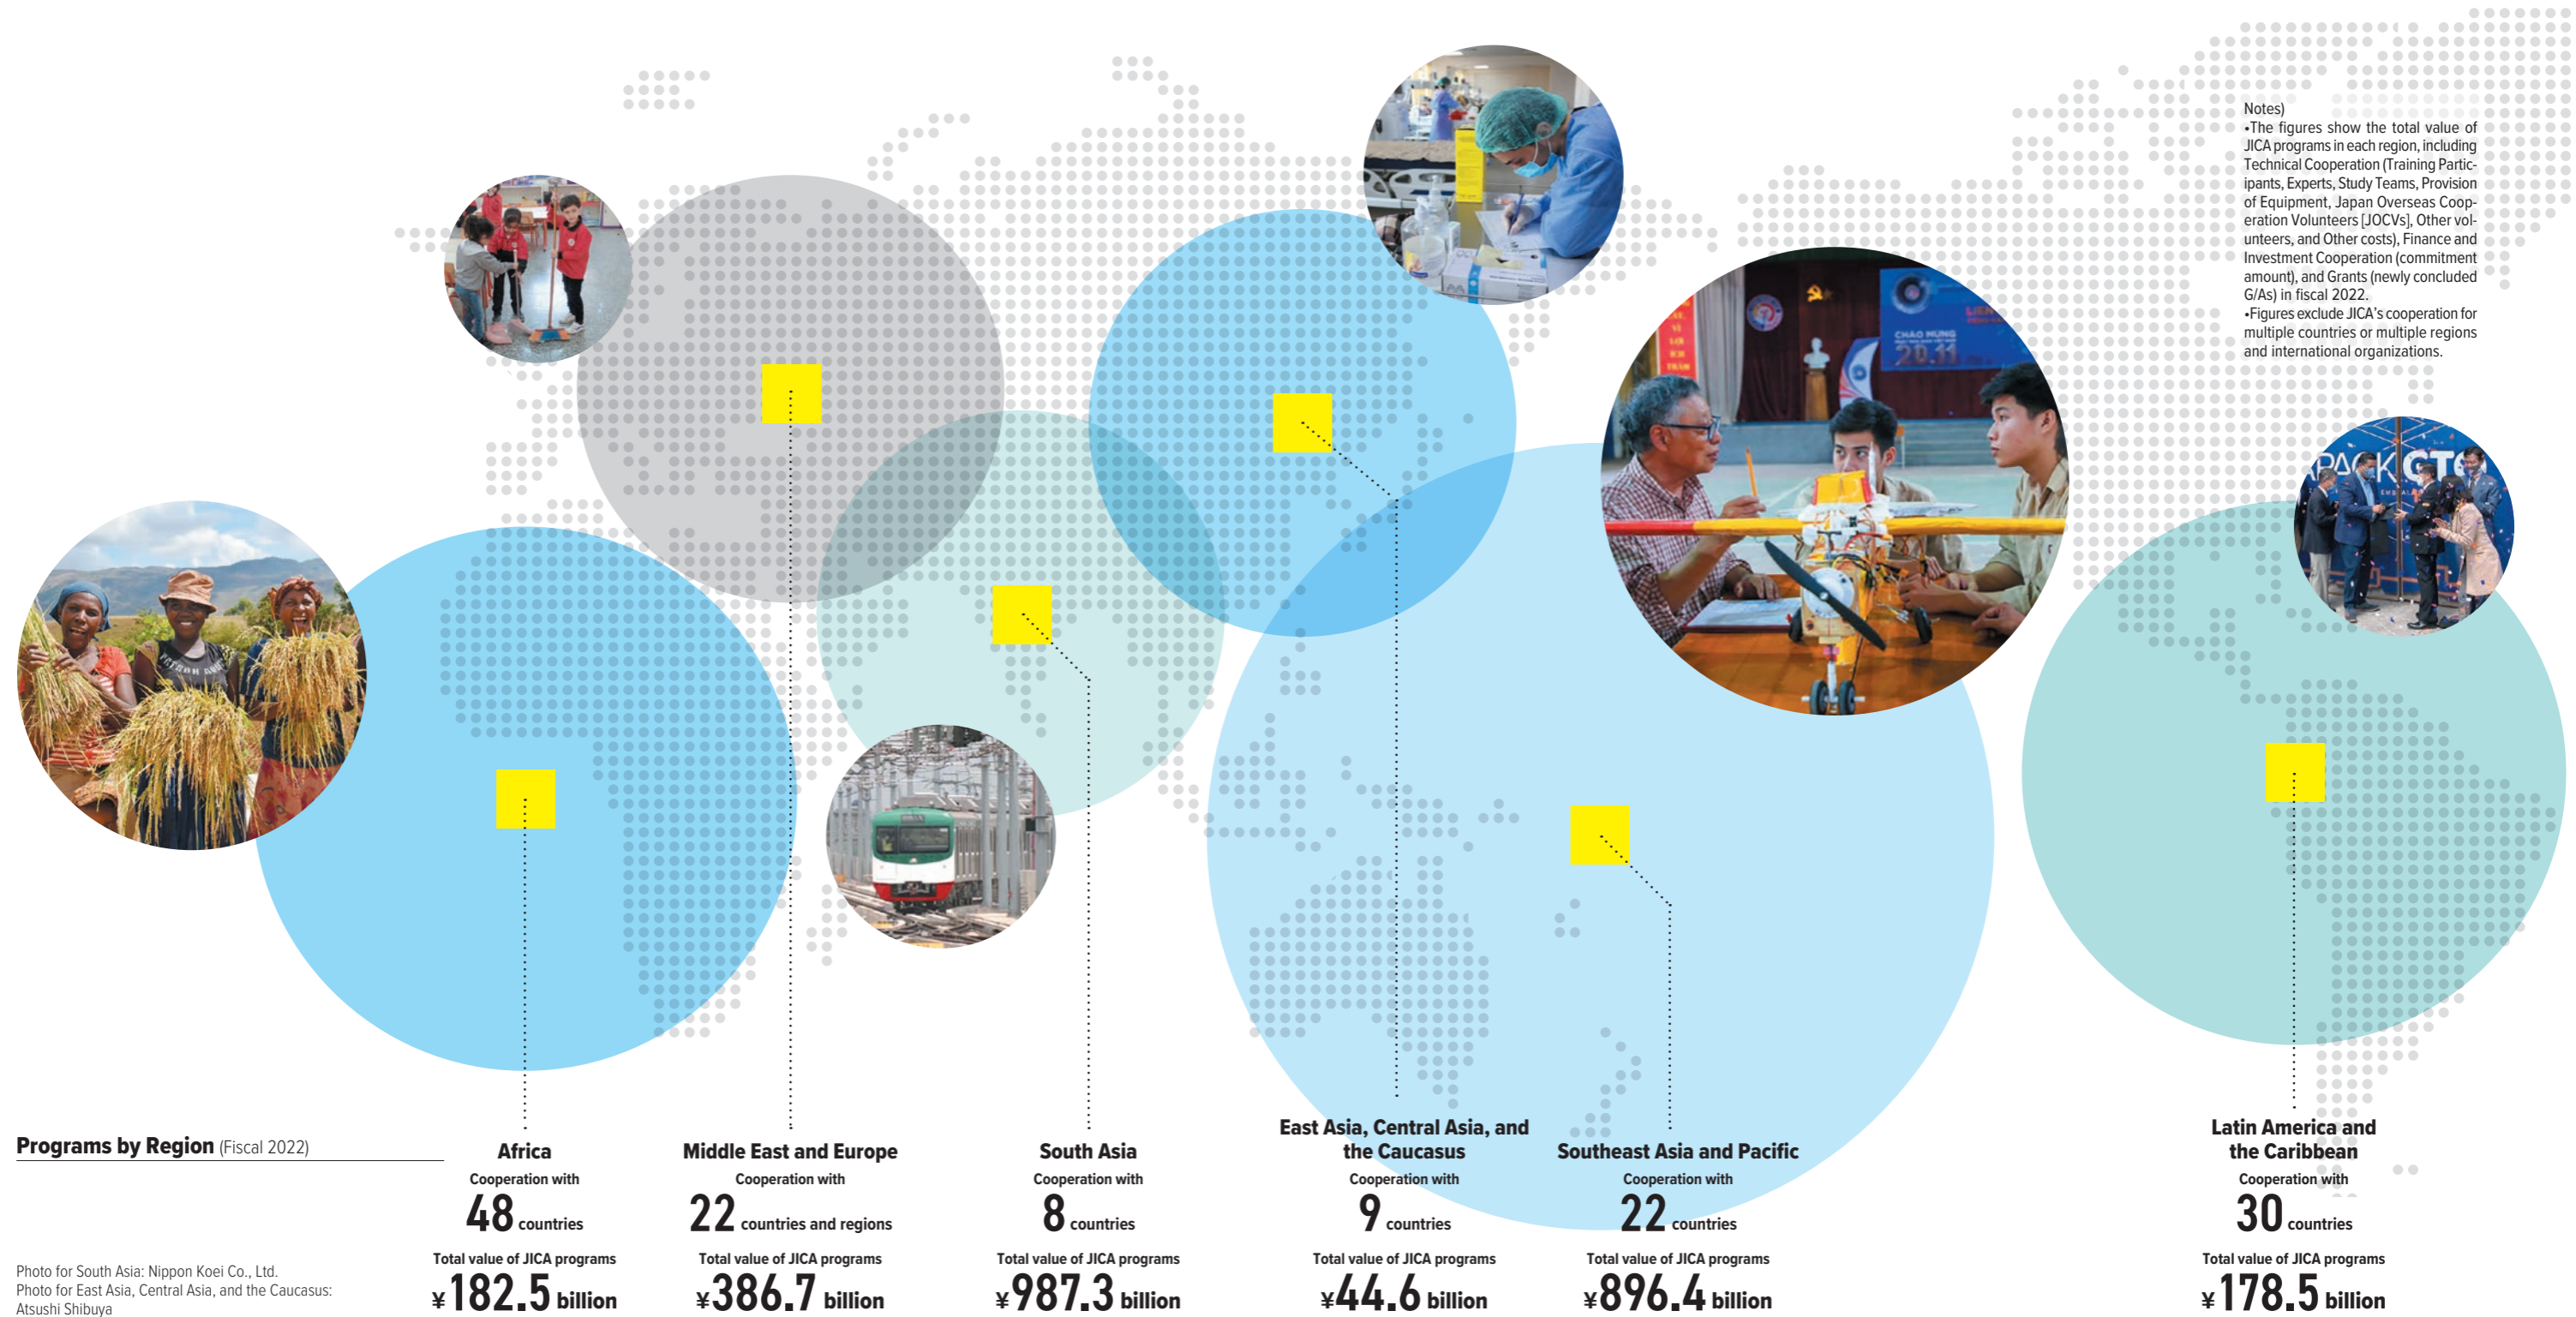 Notes)
•The figures show the total value of
JICA programs in each region, including
Technical Cooperation (Training Partic-
ipants, Experts, Study Teams, Provision
of Equipment, Japan Overseas Coop-
eration Volunteers [JOCVs], Other vol-
unteers, and Other costs), Finance and
Investment Cooperation (commitment
amount), and Grants (newly concluded
G/As) in fiscal 2022.
•Figures exclude JICA's cooperation for
multiple countries or multiple regions
and international organizations.
CHÀO MỪNG
20.11
Programs by Region (Fiscal 2022)
Africa
Cooperation with
48 countries
Total value of JICA programs
¥182.5 billion
Middle East and Europe
Cooperation with
22 countries and regions
Total value of JICA programs
¥386.7 billion
South Asia
Cooperation with
8 countries
Total value of JICA programs
¥987.3 billion
East Asia, Central Asia, and
the Caucasus
Cooperation with
9 countries
Total value of JICA programs
¥44.6 billion
Southeast Asia and Pacific
Cooperation with
22 countries
Total value of JICA programs
¥896.4 billion
Latin America and
the Caribbean
Cooperation with
30 countries
Total value of JICA programs
¥178.5 billion
Photo for South Asia: Nippon Koei Co., Ltd.
Photo for East Asia, Central Asia, and the Caucasus:
Atsushi Shibuya